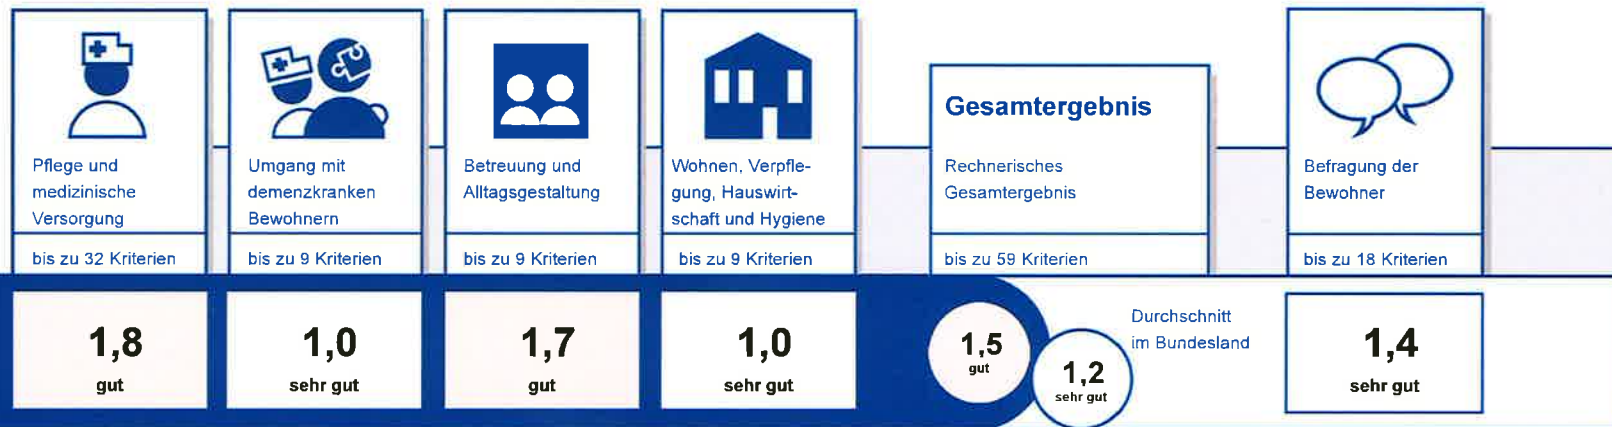 Pflege und
medizinische
Versorgung
bis zu 32 Kriterien
1,8
gut
Umgang mit
demenzkranken
Bewohnern
bis zu 9 Kriterien
1,0
sehr gut
Betreuung und
Alltagsgestaltung
bis zu 9 Kriterien
1,7
gut
Wohnen, Verpfle-
gung, Hauswirt-
schaft und Hygiene
bis zu 9 Kriterien
1,0
sehr gut
Gesamtergebnis
Rechnerisches
Gesamtergebnis
bis zu 59 Kriterien
1,5
gut
1,2
sehr gut
Durchschnitt
im Bundesland
Befragung der
Bewohner
bis zu 18 Kriterien
1,4
sehr gut